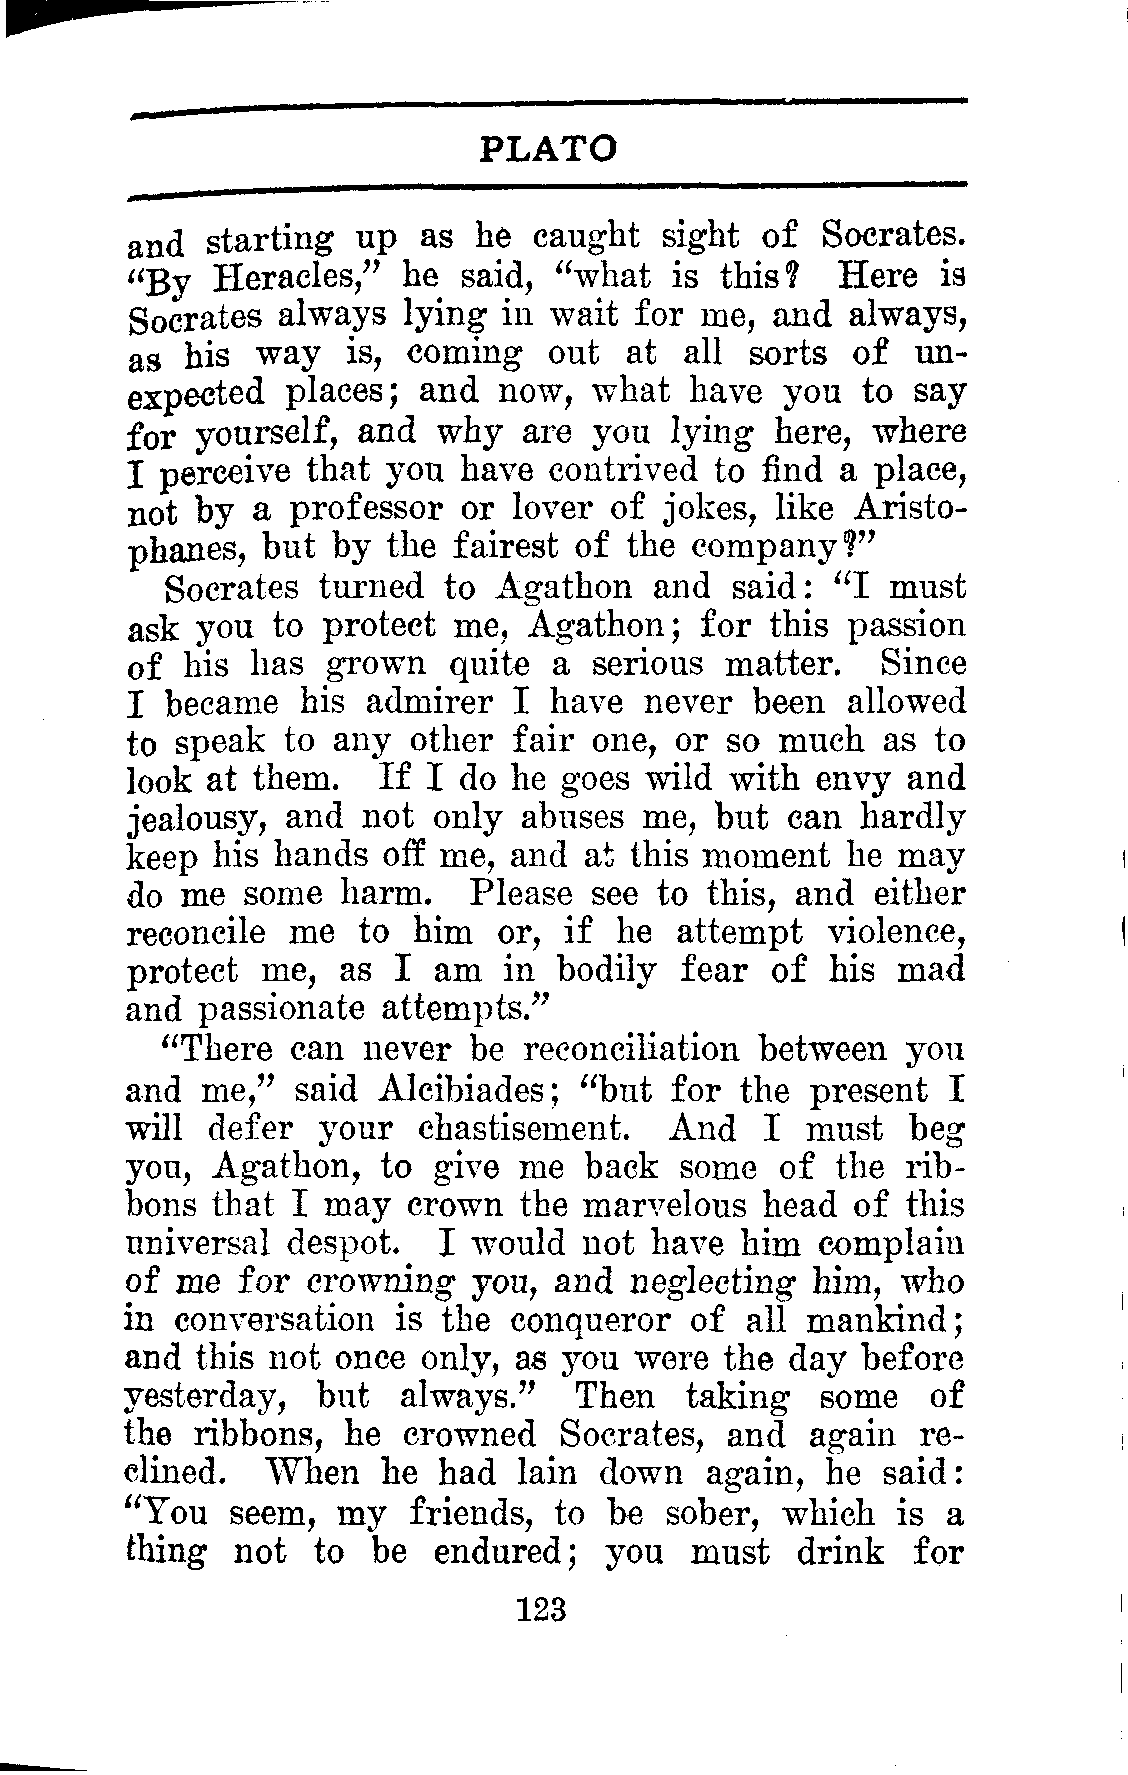 PLATO
and starting up as he caught sight of Socrates.
“By Heracles,” he said, “what is this? Here is
Socrates always lying in wait for me, and always,
as his way is, coming out at all sorts of un-
expected places; and now, what have you to say
for yourself, and why are you lying here, where
I perceive that you have contrived to find a place,
not by a professor or lover of jokes, like Aristo-
phanes, but by the fairest of the company?”
Socrates turned to Agathon and said: “I must
ask you to protect me, Agathon; for this passion
of his has grown quite a serious matter. Since
I became his admirer I have never been allowed
to speak to any other fair one, or so much as to
look at them. If I do he goes wild with envy and
jealousy, and not only abuses me, but can hardly
keep his hands off me, and at this moment he may
do me some harm. Please see to this, and either
reconcile me to him or, if he attempt violence,
protect me, as I am in bodily fear of his mad
and passionate attempts.”
“There can never be reconciliation between you
and me,” said Alcibiades; “but for the present I
will defer your chastisement. And I must beg
you, Agathon, to give me back some of the rib-
bons that I may crown the marvelous head of this
universal despot. I would not have him complain
of me for crowning you, and neglecting him, who
in conversation is the conqueror of all mankind;
and this not once only, as you were the day before
yesterday, but always.” Then taking some of
the ribbons, he crowned Socrates, and again re-
clined. When he had lain down again, he said:
“You seem, my friends, to be sober, which is a
thing not to be endured; you must drink for
123